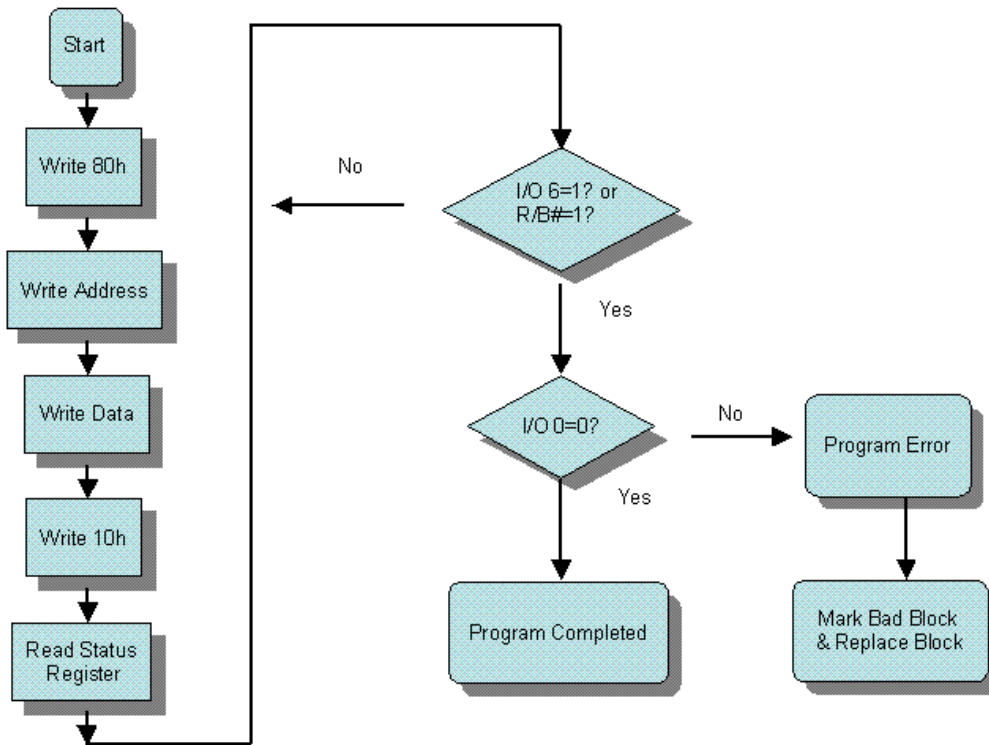 Start
Write 80h
Write Address
Write Data
Write 10h
Read Status
Register
No
I/O 6=1? or
R/B#=1?
Yes
I/O 0=0?
No
Program Error
Yes
Program Completed
Mark Bad Block
& Replace Block